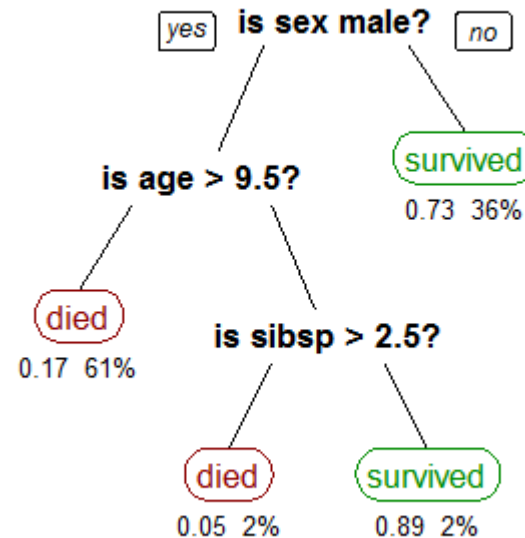 yes is sex male? no
is age > 9.5?
survived
0.73 36%
died
0.17 61%
is sibsp > 2.5?
died survived
0.05 2% 0.89 2%